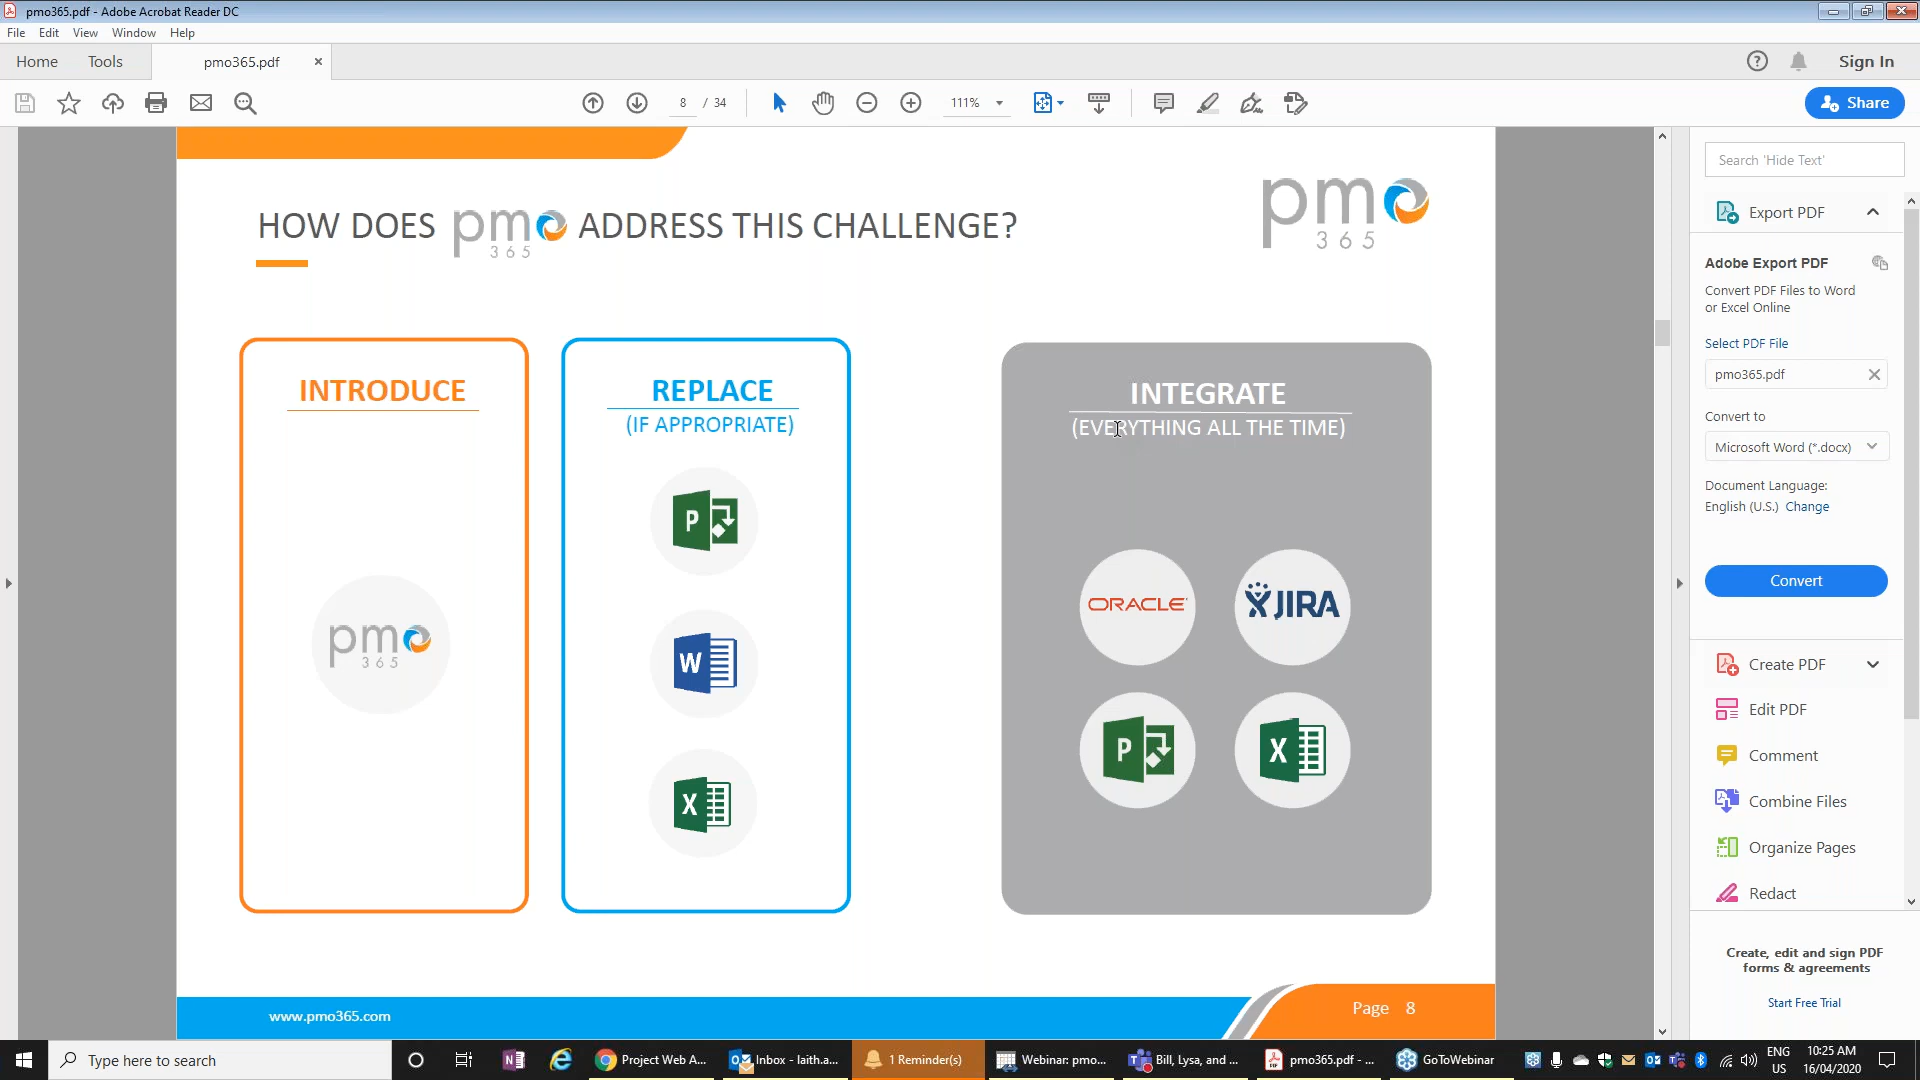 pmo365.pdf - Adobe Acrobat Reader DC
File Edit View Window Help
Home Tools pmo365.pdf Sign In
8 / 34 111% Share
HOW DOES pmo 365 ADDRESS THIS CHALLENGE?
pmo
365
INTRODUCE
pmo
365
REPLACE
(IF APPROPRIATE)
P
W
X
INTEGRATE
(EVERYTHING ALL THE TIME)
ORACLE JIRA
P X
www.pmo365.com
Page 8
Search 'Hide Text'
Export PDF
Adobe Export PDF
Convert PDF Files to Word
or Excel Online
Select PDF File
pmo365.pdf
Convert to
Microsoft Word (*.docx)
Document Language:
English (U.S.) Change
Convert
Create PDF
Edit PDF
Comment
Combine Files
Organize Pages
Redact
Create, edit and sign PDF
forms & agreements
Start Free Trial
Type here to search
Project Web A...
Inbox - laith.a...
1 Reminder(s)
Webinar: pmo...
Bill, Lysa, and ...
pmo365.pdf - ...
GoToWebinar
ENG
US
10:25 AM
16/04/2020